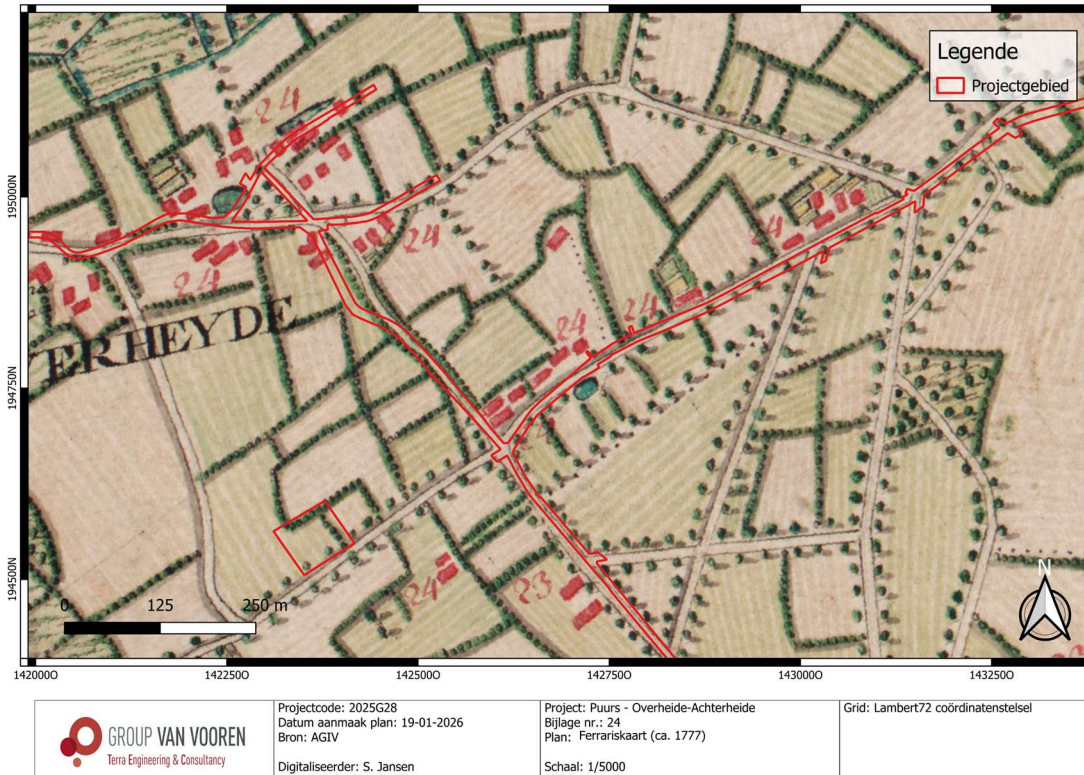 Legende
Projectgebied
24
24
24
24
24
24
24
24
23
ERHEYDE
195000N
194750N
194500N
0 125 250 m
N
1420000 1422500 1425000 1427500 1430000 1432500
GROUP VAN VOOREN
Terra Engineering & Consultancy
Projectcode: 2025G28
Datum aanmaak plan: 19-01-2026
Bron: AGIV
Digitaliseerder: S. Jansen
Project: Puurs - Overheide-Achterheide
Bijlage nr.: 24
Plan: Ferrariskaart (ca. 1777)
Schaal: 1/5000
Grid: Lambert72 coördinatenstelsel